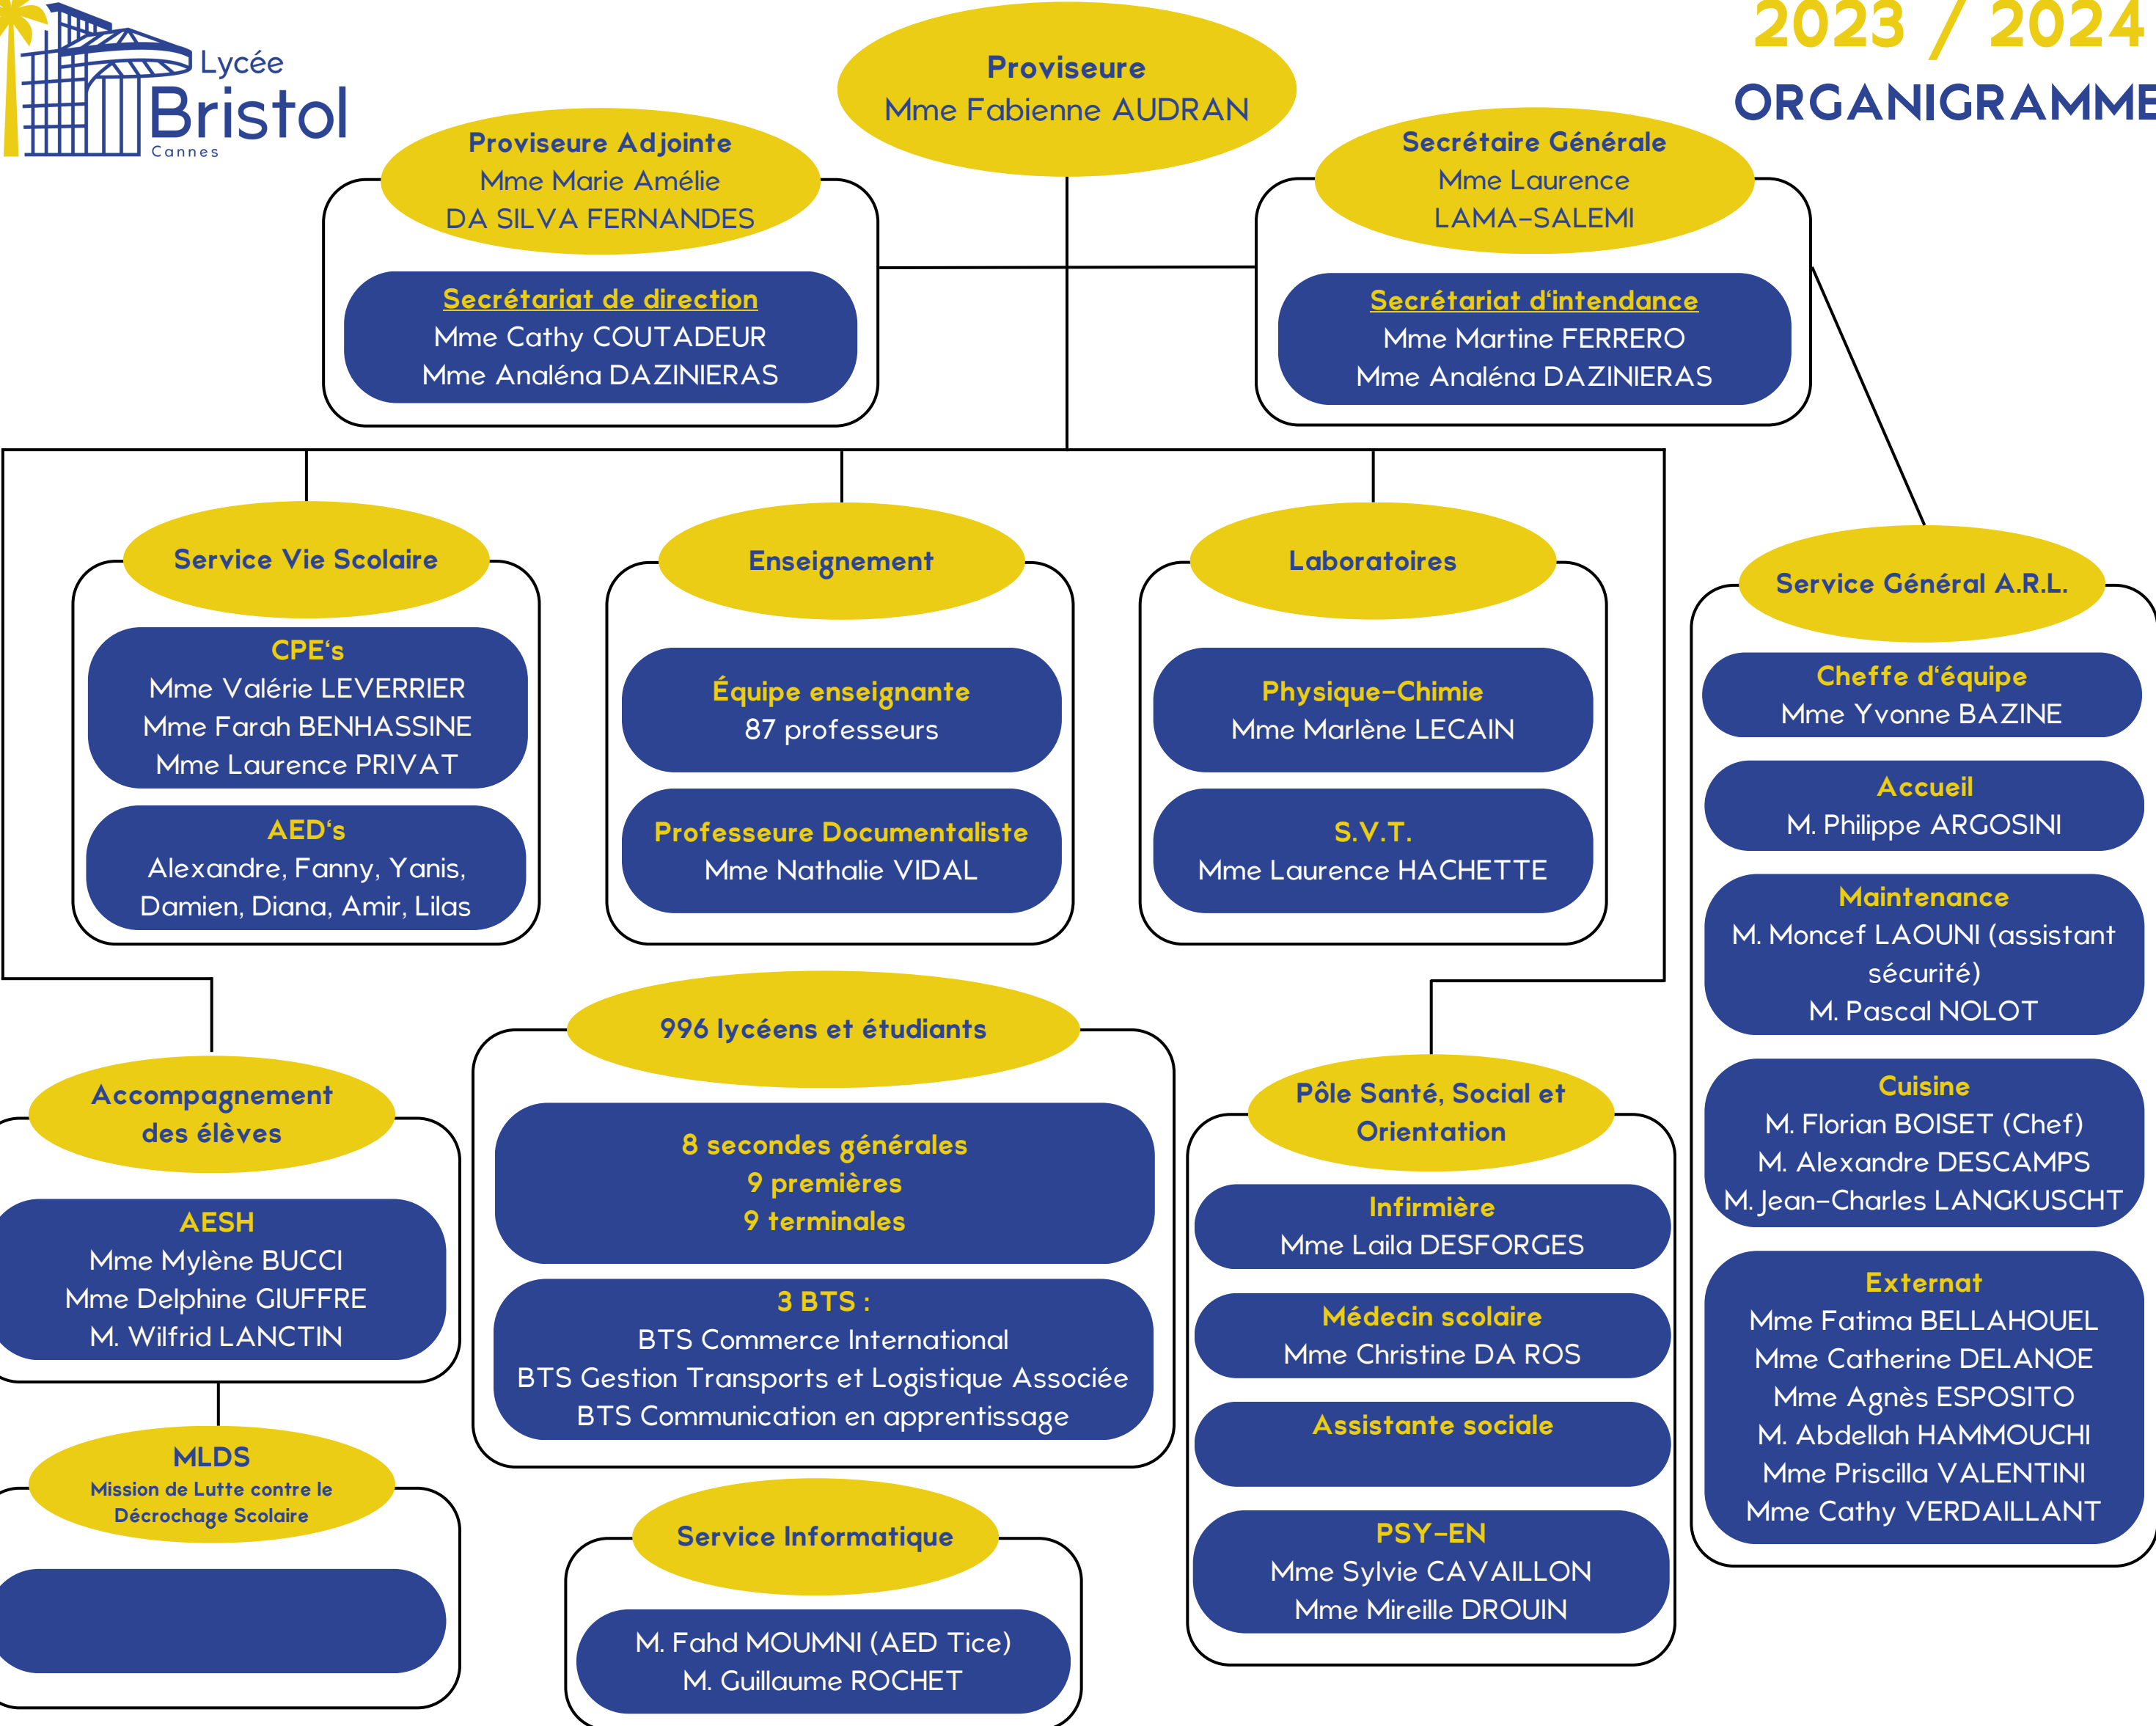 Lycée
Bristol
Cannes
2023 / 2024
ORGANIGRAMME
Proviseure
Mme Fabienne AUDRAN
Proviseure Adjointe
Mme Marie Amélie
DA SILVA FERNANDES
Secrétariat de direction
Mme Cathy COUTADEUR
Mme Analéna DAZINIERAS
Secrétaire Générale
Mme Laurence
LAMA-SALEMI
Secrétariat d'intendance
Mme Martine FERRERO
Mme Analéna DAZINIERAS
Service Vie Scolaire
CPE's
Mme Valérie LEVERRIER
Mme Farah BENHASSINE
Mme Laurence PRIVAT
AED's
Alexandre, Fanny, Yanis,
Damien, Diana, Amir, Lilas
Enseignement
Équipe enseignante
87 professeurs
Professeure Documentaliste
Mme Nathalie VIDAL
Laboratoires
Physique-Chimie
Mme Marlène LECAIN
S.V.T.
Mme Laurence HACHETTE
Service Général A.R.L.
Cheffe d'équipe
Mme Yvonne BAZINE
Accueil
M. Philippe ARGOSINI
Maintenance
M. Moncef LAOUNI (assistant
sécurité)
M. Pascal NOLOT
Cuisine
M. Florian BOISET (Chef)
M. Alexandre DESCAMPS
M. Jean-Charles LANGKUSCHT
Externat
Mme Fatima BELLAHOUEL
Mme Catherine DELANOE
Mme Agnès ESPOSITO
M. Abdellah HAMMOUCHI
Mme Priscilla VALENTINI
Mme Cathy VERDAILLANT
Accompagnement
des élèves
AESH
Mme Mylène BUCCI
Mme Delphine GIUFFRE
M. Wilfrid LANCTIN
MLDS
Mission de Lutte contre le
Décrochage Scolaire
996 lycéens et étudiants
8 secondes générales
9 premières
9 terminales
3 BTS :
BTS Commerce International
BTS Gestion Transports et Logistique Associée
BTS Communication en apprentissage
Service Informatique
M. Fahd MOUMNI (AED Tice)
M. Guillaume ROCHET
Pôle Santé, Social et
Orientation
Infirmière
Mme Laila DESFORGES
Médecin scolaire
Mme Christine DA ROS
Assistante sociale
PSY-EN
Mme Sylvie CAVAILLON
Mme Mireille DROUIN